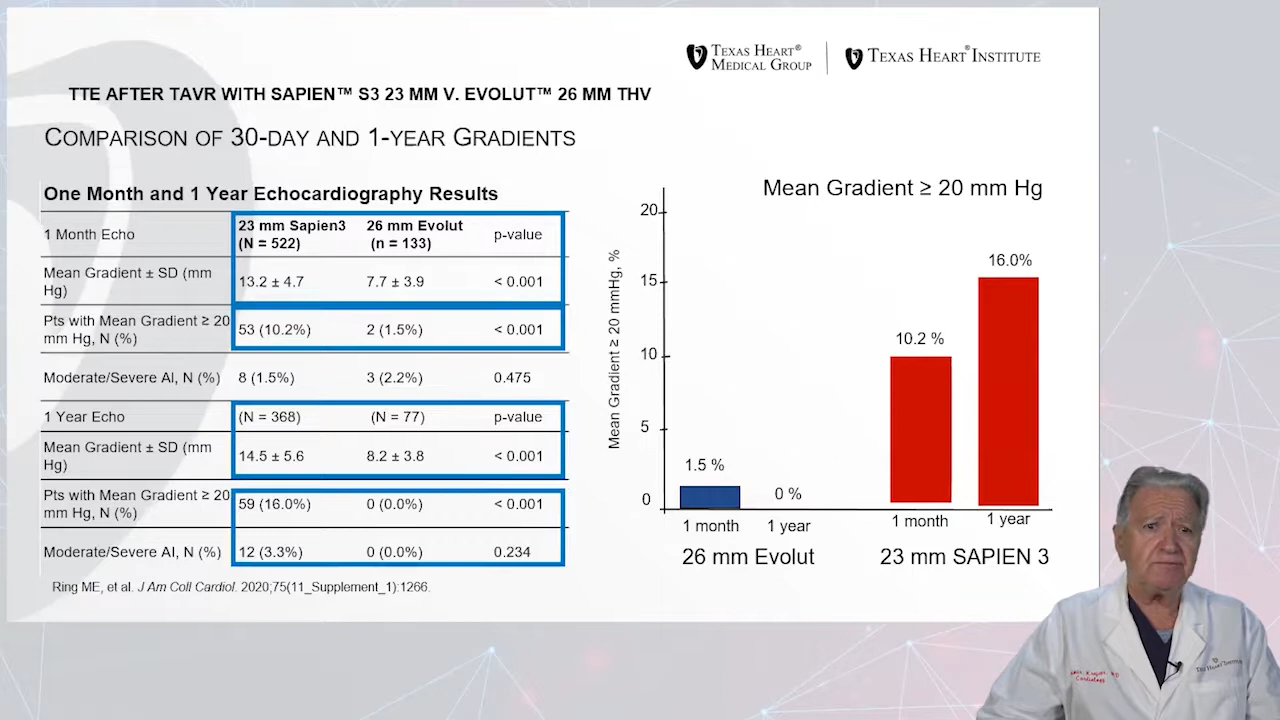 TEXAS HEART®
MEDICAL GROUP
TEXAS HEART® INSTITUTE
TTE AFTER TAVR WITH SAPIEN™ S3 23 MM V. EVOLUT™ 26 MM THV
COMPARISON OF 30-DAY AND 1-YEAR GRADIENTS
One Month and 1 Year Echocardiography Results
1 Month Echo 23 mm Sapien3 (N = 522) 26 mm Evolut (n = 133) p-value
Mean Gradient ± SD (mm Hg) 13.2 ± 4.7 7.7 ± 3.9 < 0.001
Pts with Mean Gradient ≥ 20 mm Hg, N (%) 53 (10.2%) 2 (1.5%) < 0.001
Moderate/Severe AI, N (%) 8 (1.5%) 3 (2.2%) 0.475
1 Year Echo (N = 368) (N = 77) p-value
Mean Gradient ± SD (mm Hg) 14.5 ± 5.6 8.2 ± 3.8 < 0.001
Pts with Mean Gradient ≥ 20 mm Hg, N (%) 59 (16.0%) 0 (0.0%) < 0.001
Moderate/Severe AI, N (%) 12 (3.3%) 0 (0.0%) 0.234
Ring ME, et al. J Am Coll Cardiol. 2020;75(11_Supplement_1):1266.
Mean Gradient ≥ 20 mm Hg
Mean Gradient ≥ 20 mmHg, %
20
15
10
5
0
1.5 %
0 %
10.2 %
16.0%
1 month 1 year 1 month 1 year
26 mm Evolut 23 mm SAPIEN 3
Cardiology
TEXAS HEART INSTITUTE